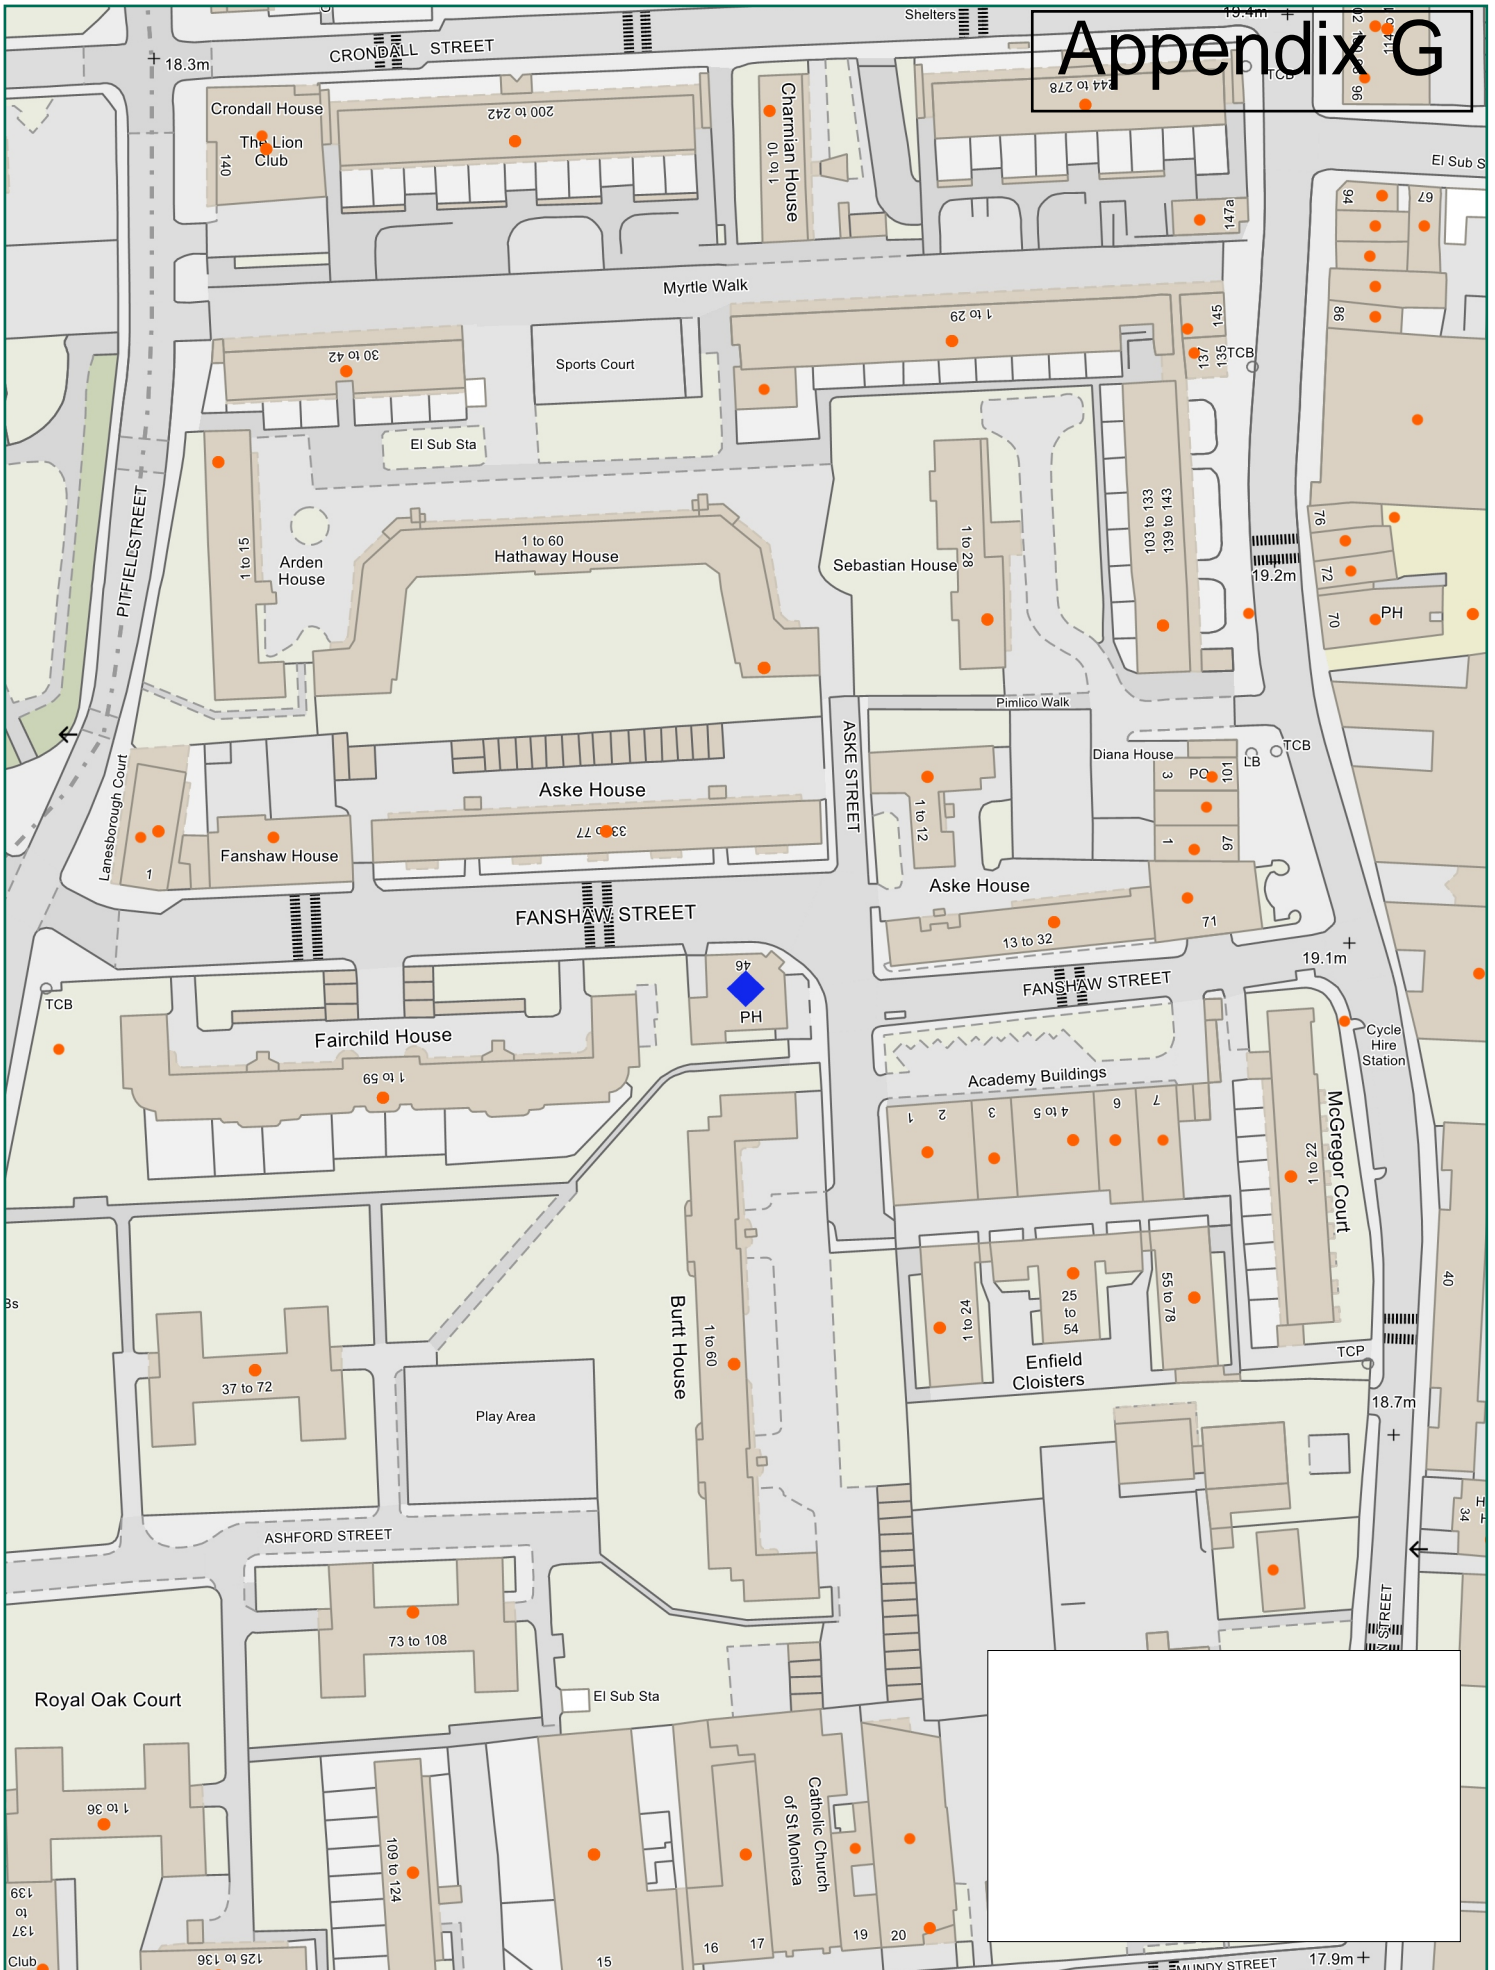 Shelters
19.4m
Appendix G
CRONDALL STREET
18.3m
TCB
96
Crondall House
The Lion
Club
140
200 to 242
Charmian House
1 to 10
244 to 278
El Sub S
94
67
147a
Myrtle Walk
86
1 to 29
145
137
135
TCB
30 to 42
Sports Court
El Sub Sta
PITFIELD STREET
1 to 15
Arden
House
1 to 60
Hathaway House
Sebastian House
1 to 28
103 to 133
139 to 143
76
72
70
PH
19.2m
Pimlico Walk
ASKE STREET
Diana House
LB
TCB
3
PO
101
1
97
Lanesborough Court
1
Fanshaw House
Aske House
33 to 77
1 to 12
Aske House
13 to 32
71
FANSHAW STREET
19.1m
FANSHAW STREET
46
PH
TCB
Fairchild House
1 to 59
Cycle
Hire
Station
Academy Buildings
1
2
3
4 to 5
6
7
McGregor Court
1 to 22
Bs
Burtt House
1 to 60
1 to 24
25
to
54
55 to 78
Enfield
Cloisters
40
TCP
18.7m
37 to 72
Play Area
ASHFORD STREET
34
73 to 108
El Sub Sta
Royal Oak Court
N STREET
1 to 36
109 to 124
Catholic Church
of St Monica
139
to
137
Club
125 to 136
15
16
17
19
20
MUNDY STREET
17.9m